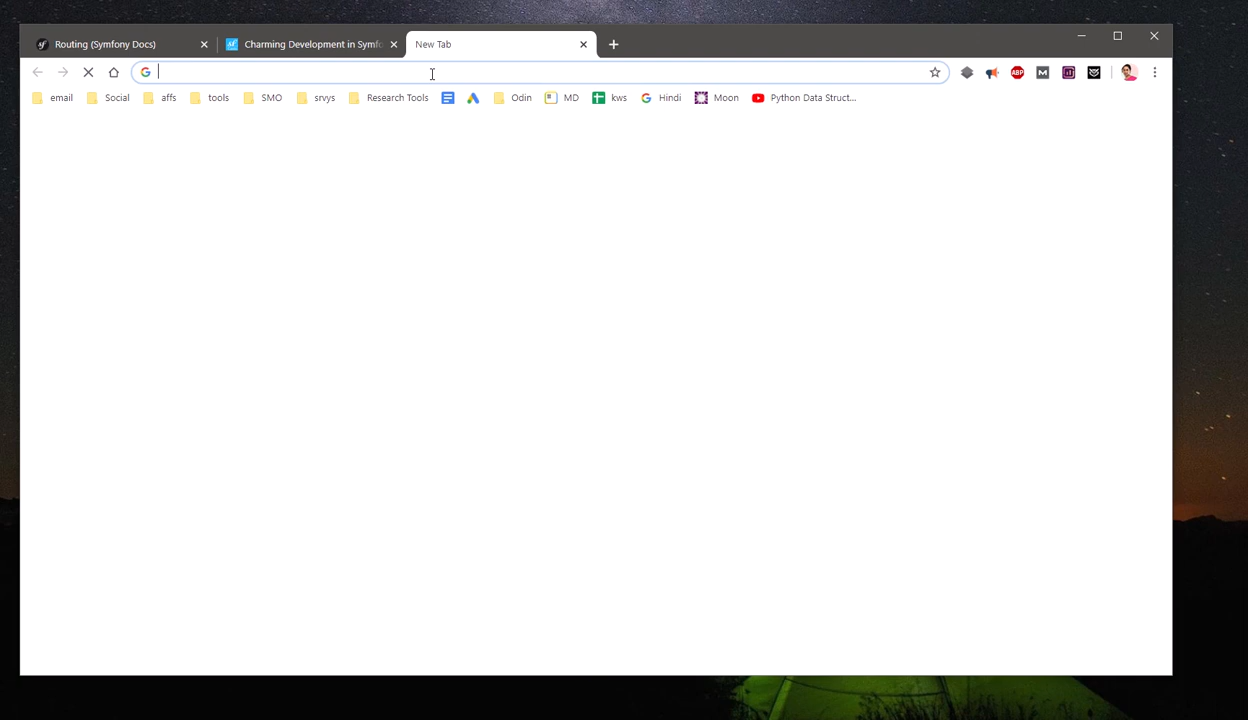 Routing (Symfony Docs) Charming Development in Symfo New Tab
email Social affs tools SMO srvys Research Tools Odin MD kws Hindi Moon Python Data Struct...
ABP